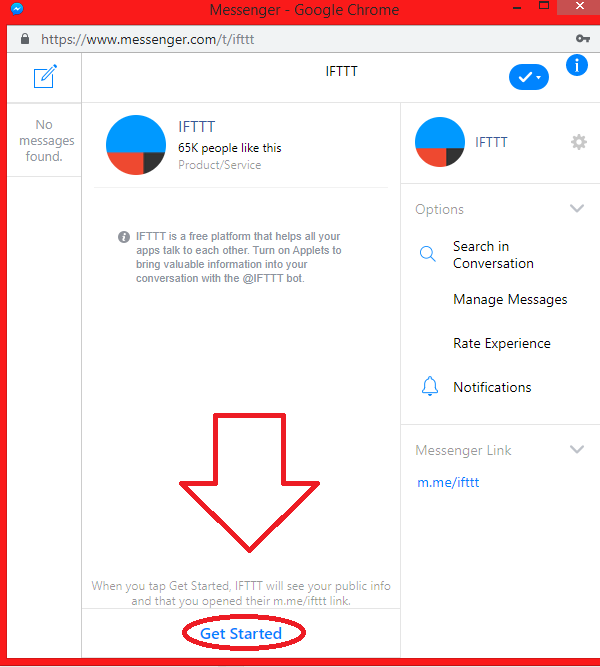 Messenger - Google Chrome
https://www.messenger.com/t/ifttt
IFTTT
No
messages
found.
IFTTT
65K people like this
Product/Service
IFTTT is a free platform that helps all your
apps talk to each other. Turn on Applets to
bring valuable information into your
conversation with the @IFTTT bot.
When you tap Get Started, IFTTT will see your public info
and that you opened their m.me/ifttt link.
Get Started
IFTTT
Options
Search in
Conversation
Manage Messages
Rate Experience
Notifications
Messenger Link
m.me/ifttt